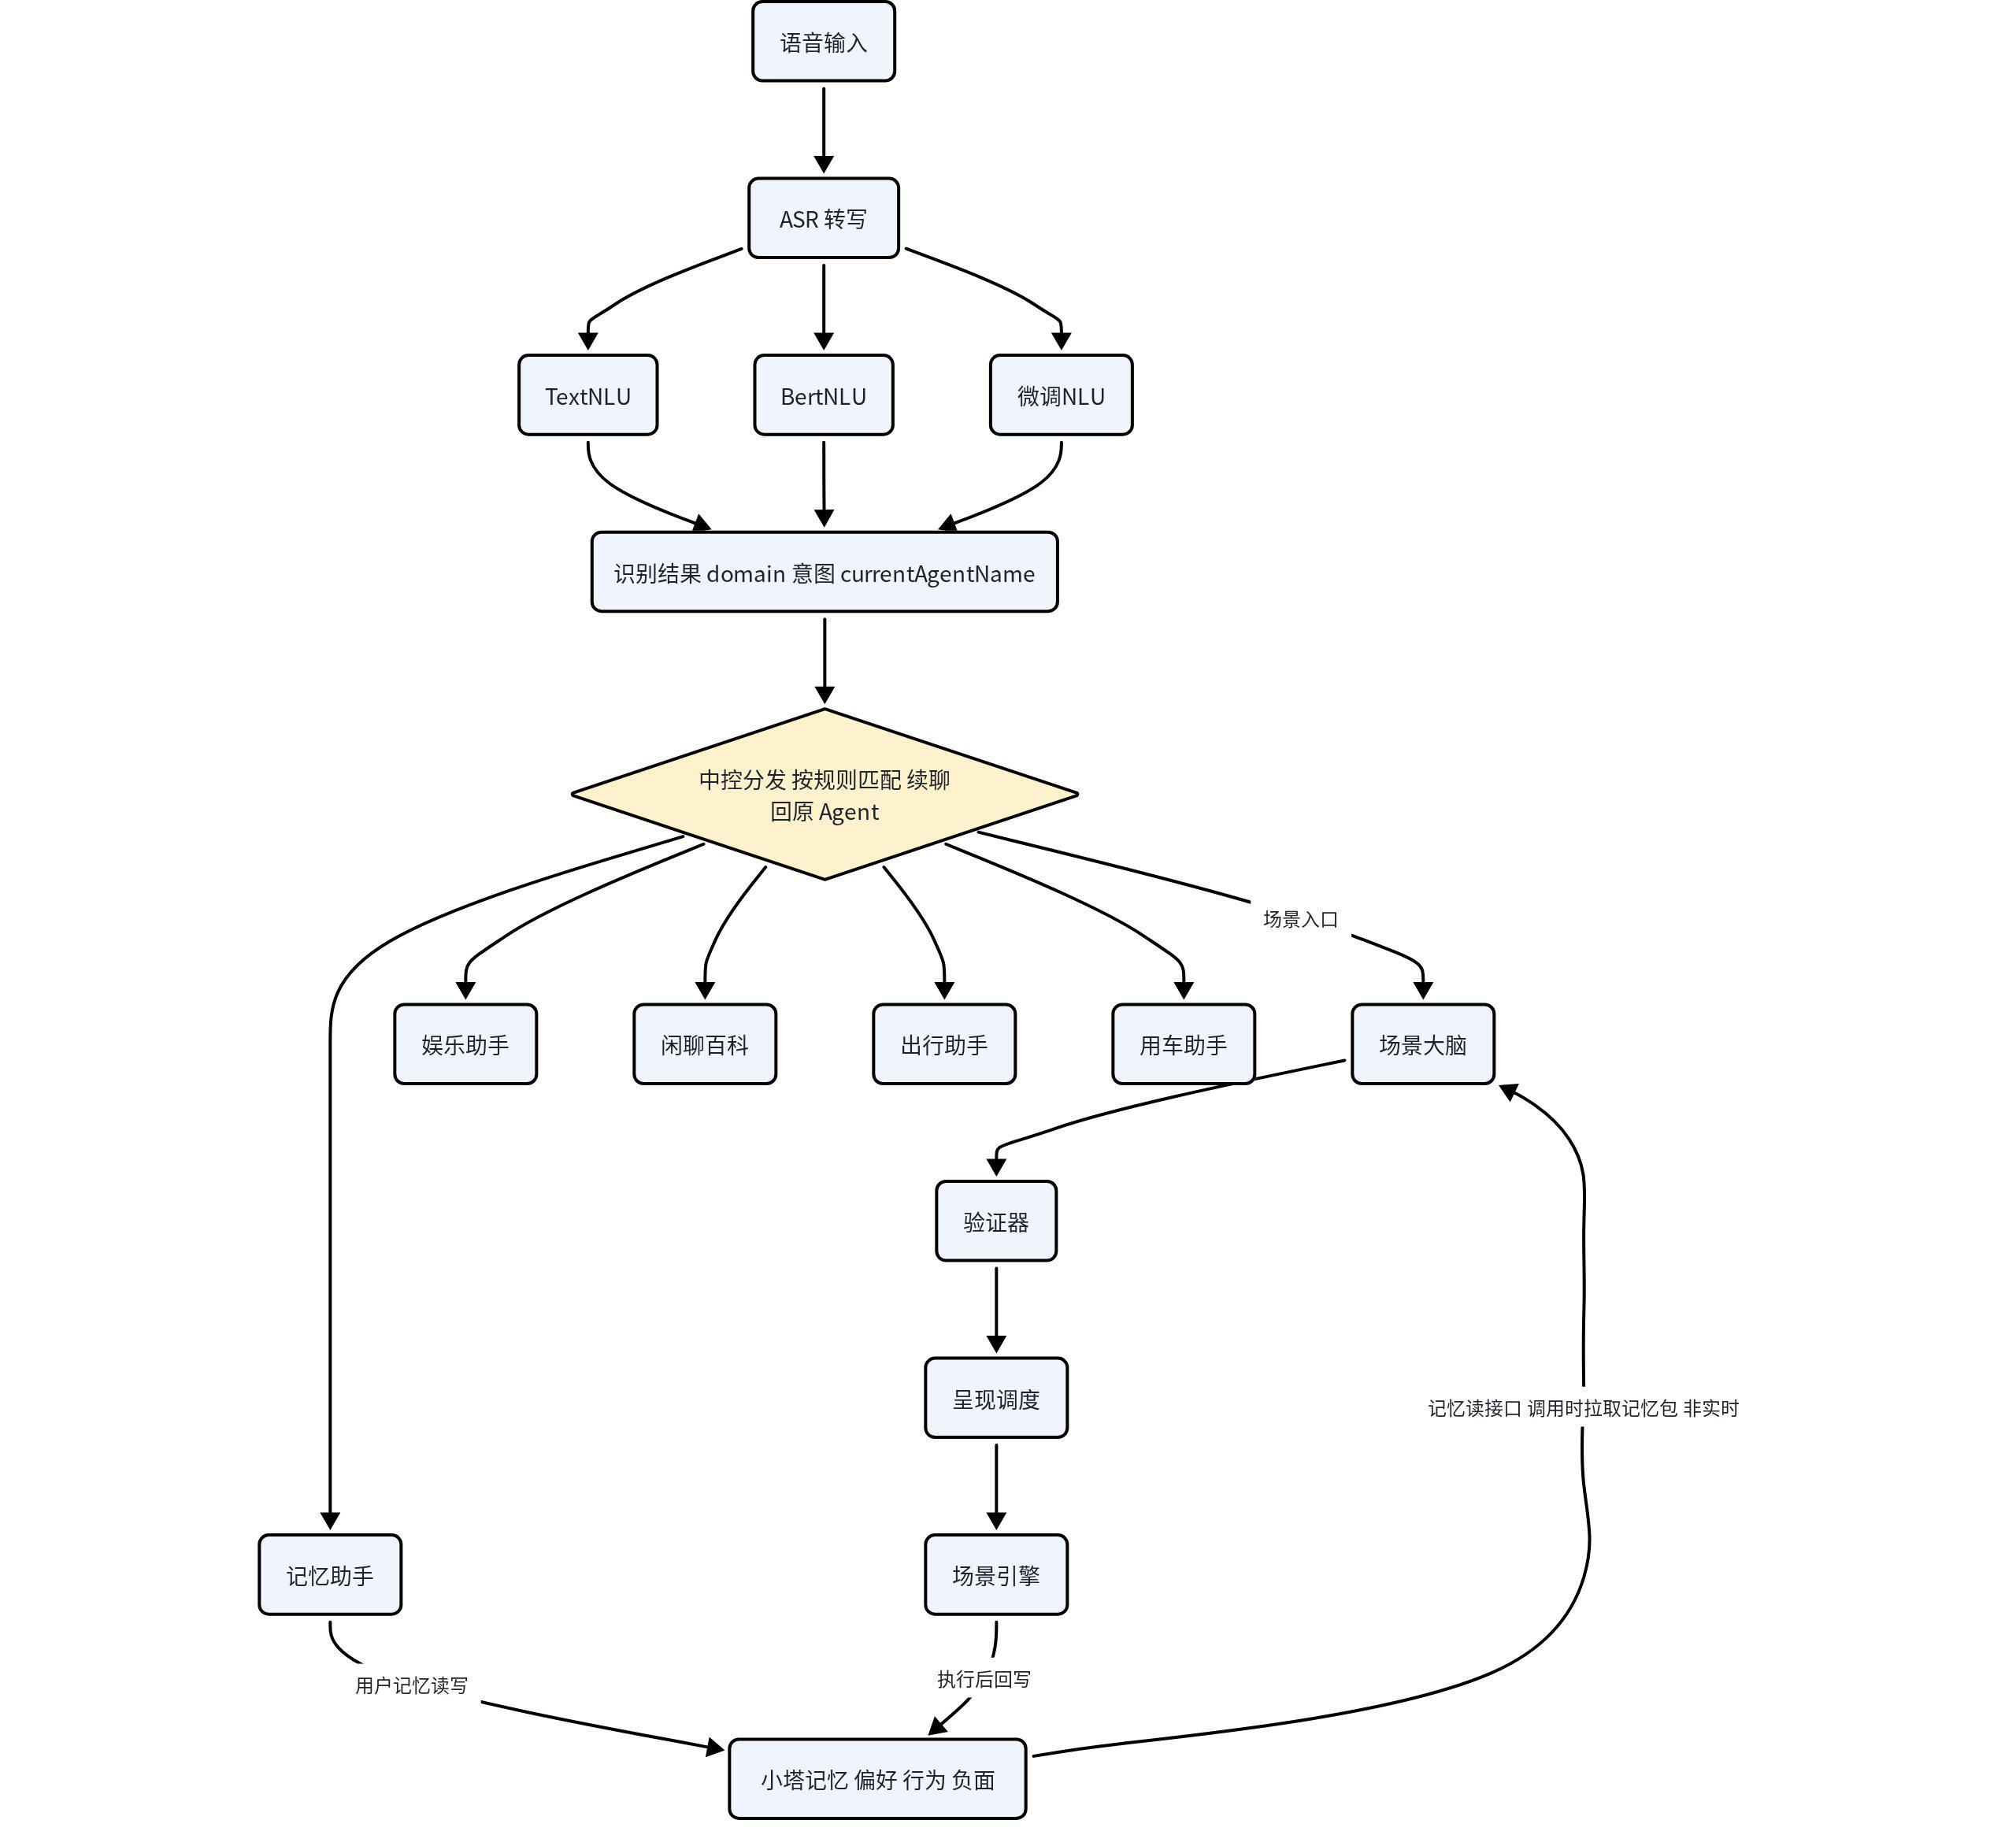 语音输入
ASR 转写
TextNLU
BertNLU
微调NLU
识别结果 domain 意图 currentAgentName
中控分发 按规则匹配 续聊
回原 Agent
场景入口
娱乐助手
闲聊百科
出行助手
用车助手
场景大脑
验证器
呈现调度
记忆读接口 调用时拉取记忆包 非实时
记忆助手
场景引擎
用户记忆读写
执行后回写
小塔记忆 偏好 行为 负面